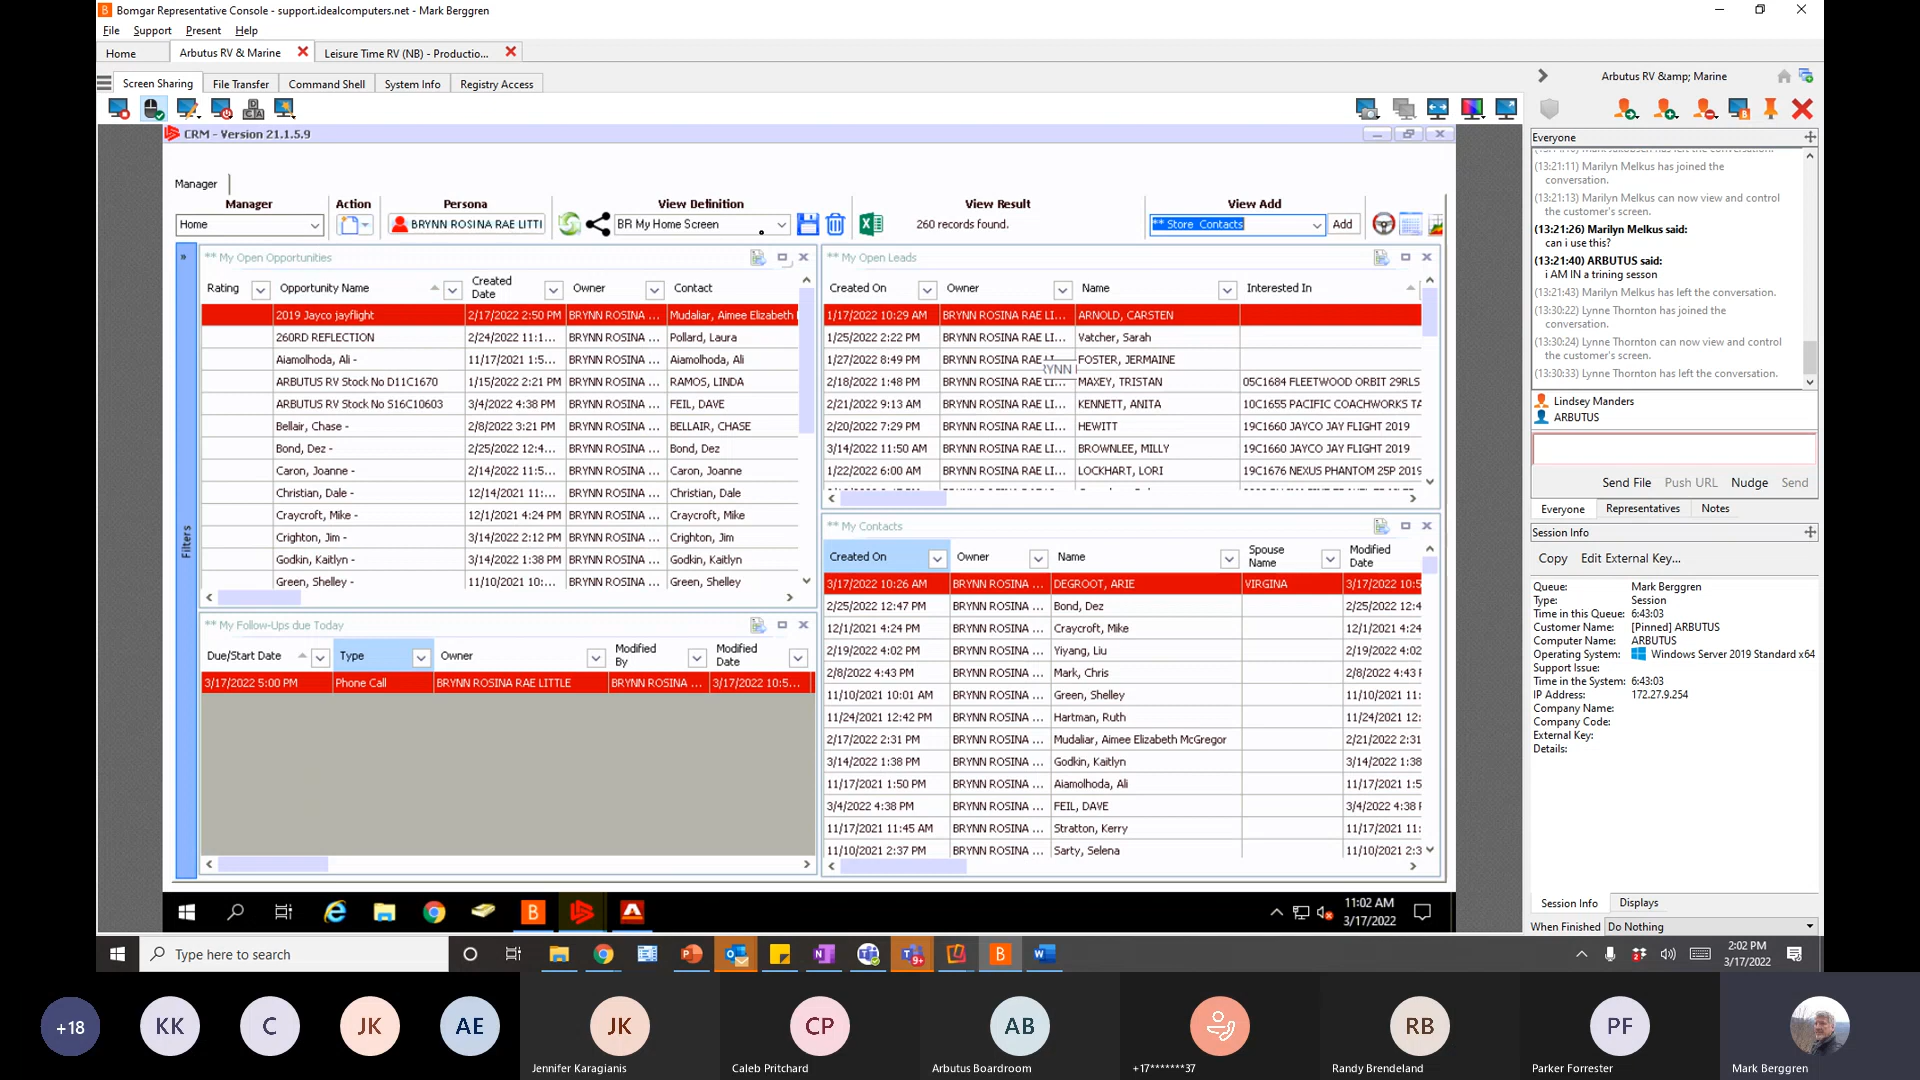 Bomgar Representative Console - support.idealcomputers.net - Mark Berggren
File Support Present Help
Home Arbutus RV & Marine Leisure Time RV (NB) - Productio...
Screen Sharing File Transfer Command Shell System Info Registry Access
Arbutus RV &amp; Marine
CRM - Version 21.1.5.9
Manager
Manager Action Persona View Definition View Result View Add
Home BRYNN ROSINA RAE LITTI BR My Home Screen 260 records found. ** Store Contacts Add
Filters
** My Open Opportunities
Rating Opportunity Name Created Date Owner Contact
2019 Jayco jayflight 2/17/2022 2:50 PM BRYNN ROSINA ... Mudaliar, Aimee Elizabeth
260RD REFLECTION 2/24/2022 11:1... BRYNN ROSINA ... Pollard, Laura
Aiamolhoda, Ali - 11/17/2021 1:5... BRYNN ROSINA ... Aiamolhoda, Ali
ARBUTUS RV Stock No D11C1670 1/15/2022 2:21 PM BRYNN ROSINA ... RAMOS, LINDA
ARBUTUS RV Stock No S16C10603 3/4/2022 4:38 PM BRYNN ROSINA ... FEIL, DAVE
Bellair, Chase - 2/8/2022 3:21 PM BRYNN ROSINA ... BELLAIR, CHASE
Bond, Dez - 2/25/2022 12:4... BRYNN ROSINA ... Bond, Dez
Caron, Joanne - 2/14/2022 11:5... BRYNN ROSINA ... Caron, Joanne
Christian, Dale - 12/14/2021 11:... BRYNN ROSINA ... Christian, Dale
Craycroft, Mike - 12/1/2021 4:24 PM BRYNN ROSINA ... Craycroft, Mike
Crighton, Jim - 3/14/2022 2:12 PM BRYNN ROSINA ... Crighton, Jim
Godkin, Kaitlyn - 3/14/2022 1:38 PM BRYNN ROSINA ... Godkin, Kaitlyn
Green, Shelley - 11/10/2021 10:... BRYNN ROSINA ... Green, Shelley
** My Follow-Ups due Today
Due/Start Date Type Owner Modified By Modified Date
3/17/2022 5:00 PM Phone Call BRYNN ROSINA RAE LITTLE BRYNN ROSINA ... 3/17/2022 10:5...
** My Open Leads
Created On Owner Name Interested In
1/17/2022 10:29 AM BRYNN ROSINA RAE LI... ARNOLD, CARSTEN
1/25/2022 2:22 PM BRYNN ROSINA RAE LI... Vatcher, Sarah
1/27/2022 8:49 PM BRYNN ROSINA RAE LI... FOSTER, JERMAINE
2/18/2022 1:48 PM BRYNN ROSINA RAE LI... MAXEY, TRISTAN 05C1684 FLEETWOOD ORBIT 29RLS
2/21/2022 9:13 AM BRYNN ROSINA RAE LI... KENNETT, ANITA 10C1655 PACIFIC COACHWORKS TA
2/20/2022 7:29 PM BRYNN ROSINA RAE LI... HEWITT 19C1660 JAYCO JAY FLIGHT 2019
3/14/2022 11:50 AM BRYNN ROSINA RAE LI... BROWNLEE, MILLY 19C1660 JAYCO JAY FLIGHT 2019
1/22/2022 6:00 AM BRYNN ROSINA RAE LI... LOCKHART, LORI 19C1676 NEXUS PHANTOM 25P 2019
** My Contacts
Created On Owner Name Spouse Name Modified Date
3/17/2022 10:26 AM BRYNN ROSINA ... DEGROOT, ARIE VIRGINA 3/17/2022 10:5
2/25/2022 12:47 PM BRYNN ROSINA ... Bond, Dez 2/25/2022 12:4
12/1/2021 4:24 PM BRYNN ROSINA ... Craycroft, Mike 12/1/2021 4:24
2/19/2022 4:02 PM BRYNN ROSINA ... Yiyang, Liu 2/19/2022 4:02
2/8/2022 4:43 PM BRYNN ROSINA ... Mark, Chris 2/8/2022 4:43
11/10/2021 10:01 AM BRYNN ROSINA ... Green, Shelley 11/10/2021 11:
11/24/2021 12:42 PM BRYNN ROSINA ... Hartman, Ruth 11/24/2021 12:
2/17/2022 2:31 PM BRYNN ROSINA ... Mudaliar, Aimee Elizabeth McGregor 2/21/2022 2:31
3/14/2022 1:38 PM BRYNN ROSINA ... Godkin, Kaitlyn 3/14/2022 1:38
11/17/2021 1:50 PM BRYNN ROSINA ... Aiamolhoda, Ali 11/17/2021 1:5
3/4/2022 4:38 PM BRYNN ROSINA ... FEIL, DAVE 3/4/2022 4:38
11/17/2021 11:45 AM BRYNN ROSINA ... Stratton, Kerry 11/17/2021 11:
11/10/2021 2:37 PM BRYNN ROSINA ... Sarty, Selena 11/10/2021 2:3
11:02 AM
3/17/2022
Everyone
(13:21:11) Marilyn Melkus has joined the
conversation.
(13:21:13) Marilyn Melkus can now view and control
the customer's screen.
(13:21:26) Marilyn Melkus said:
can i use this?
(13:21:40) ARBUTUS said:
i AM IN a trining sesson
(13:21:43) Marilyn Melkus has left the conversation.
(13:30:22) Lynne Thornton has joined the
conversation.
(13:30:24) Lynne Thornton can now view and control
the customer's screen.
(13:30:33) Lynne Thornton has left the conversation.
Lindsey Manders
ARBUTUS
Send File Push URL Nudge Send
Everyone Representatives Notes
Session Info
Copy Edit External Key...
Queue: Mark Berggren
Type: Session
Time in this Queue: 6:43:03
Customer Name: [Pinned] ARBUTUS
Computer Name: ARBUTUS
Operating System: Windows Server 2019 Standard x64
Support Issue:
Time in the System: 6:43:03
IP Address: 172.27.9.254
Company Name:
Company Code:
External Key:
Details:
Session Info Displays
When Finished Do Nothing
Type here to search
2:02 PM
3/17/2022
+18 KK C JK AE JK CP AB RB PF
Jennifer Karagianis Caleb Pritchard Arbutus Boardroom +17*******37 Randy Brendeland Parker Forrester Mark Berggren